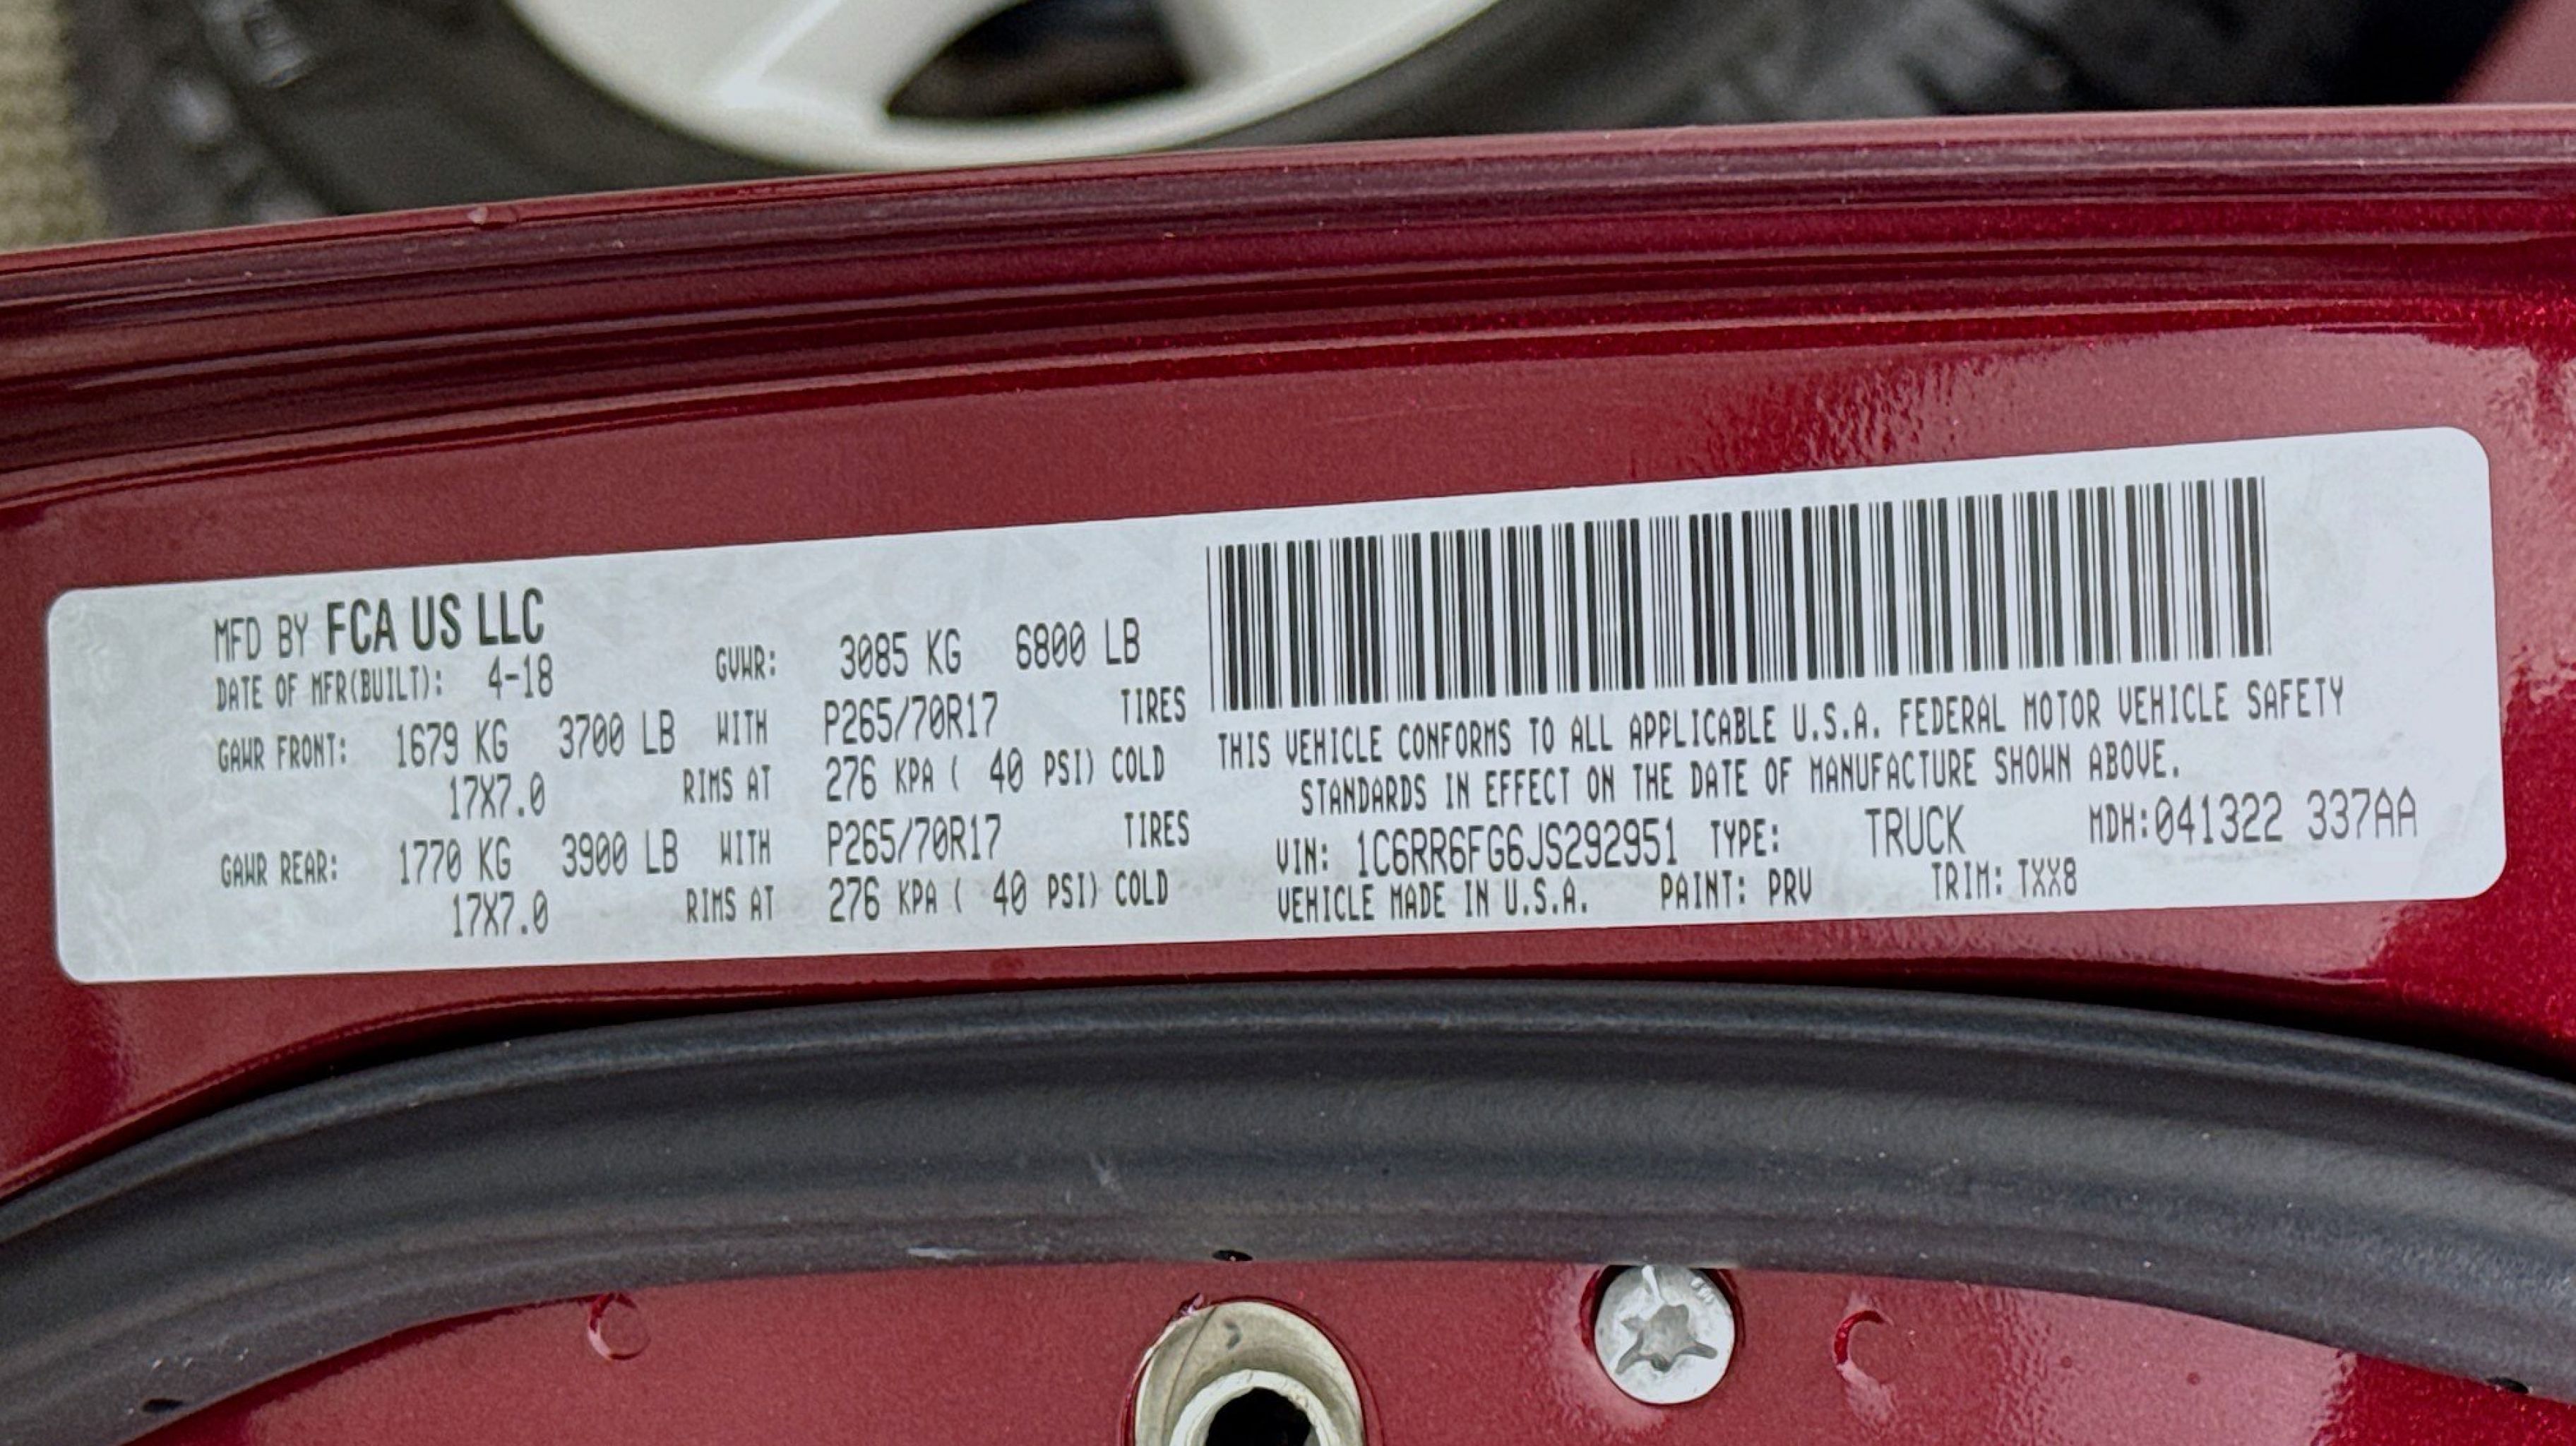 MFD BY FCA US LLC
DATE OF MFR(BUILT): 4-18 GVWR: 3085 KG 6800 LB
GAWR FRONT: 1679 KG 3700 LB WITH P265/70R17 TIRES
17X7.0 RIMS AT 276 KPA ( 40 PSI) COLD
GAWR REAR: 1770 KG 3900 LB WITH P265/70R17 TIRES
17X7.0 RIMS AT 276 KPA ( 40 PSI) COLD
THIS VEHICLE CONFORMS TO ALL APPLICABLE U.S.A. FEDERAL MOTOR VEHICLE SAFETY
STANDARDS IN EFFECT ON THE DATE OF MANUFACTURE SHOWN ABOVE.
VIN: 1C6RR6FG6JS292951 TYPE: TRUCK MDH:041322 337AA
VEHICLE MADE IN U.S.A. PAINT: PRV TRIM: TXX8